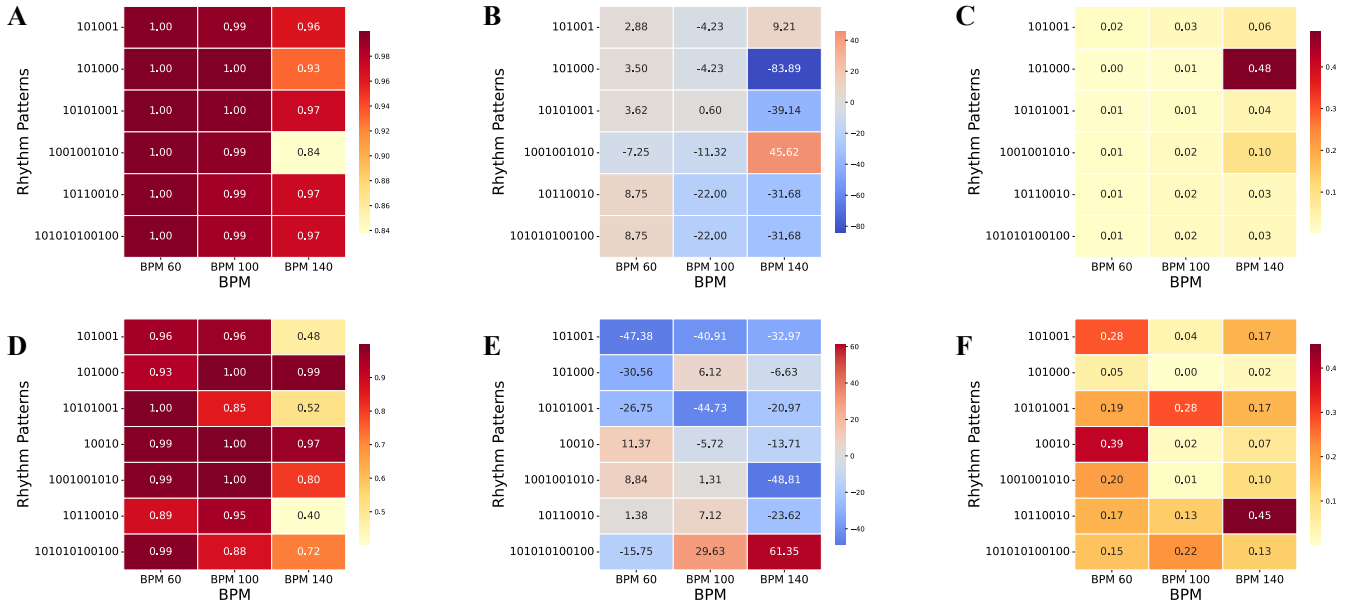 A
Rhythm Patterns
101001 1.00 0.99 0.96
101000 1.00 1.00 0.93
10101001 1.00 1.00 0.97
1001001010 1.00 0.99 0.84
10110010 1.00 0.99 0.97
101010100100 1.00 0.99 0.97
BPM 60 BPM 100 BPM 140
BPM
0.98
0.96
0.94
0.92
0.90
0.88
0.86
0.84
B
Rhythm Patterns
101001 2.88 -4.23 9.21
101000 3.50 -4.23 -83.89
10101001 3.62 0.60 -39.14
1001001010 -7.25 -11.32 45.62
10110010 8.75 -22.00 -31.68
101010100100 8.75 -22.00 -31.68
BPM 60 BPM 100 BPM 140
BPM
40
20
0
−20
−40
−60
−80
C
Rhythm Patterns
101001 0.02 0.03 0.06
101000 0.00 0.01 0.48
10101001 0.01 0.01 0.04
1001001010 0.01 0.02 0.10
10110010 0.01 0.02 0.03
101010100100 0.01 0.02 0.03
BPM 60 BPM 100 BPM 140
BPM
0.4
0.3
0.2
0.1
D
Rhythm Patterns
101001 0.96 0.96 0.48
101000 0.93 1.00 0.99
10101001 1.00 0.85 0.52
10010 0.99 1.00 0.97
1001001010 0.99 1.00 0.80
10110010 0.89 0.95 0.40
101010100100 0.99 0.88 0.72
BPM 60 BPM 100 BPM 140
BPM
0.9
0.8
0.7
0.6
0.5
E
Rhythm Patterns
101001 -47.38 -40.91 -32.97
101000 -30.56 6.12 -6.63
10101001 -26.75 -44.73 -20.97
10010 11.37 -5.72 -13.71
1001001010 8.84 1.31 -48.81
10110010 1.38 7.12 -23.62
101010100100 -15.75 29.63 61.35
BPM 60 BPM 100 BPM 140
BPM
60
40
20
0
−20
−40
F
Rhythm Patterns
101001 0.28 0.04 0.17
101000 0.05 0.00 0.02
10101001 0.19 0.28 0.17
10010 0.39 0.02 0.07
1001001010 0.20 0.01 0.10
10110010 0.17 0.13 0.45
101010100100 0.15 0.22 0.13
BPM 60 BPM 100 BPM 140
BPM
0.4
0.3
0.2
0.1